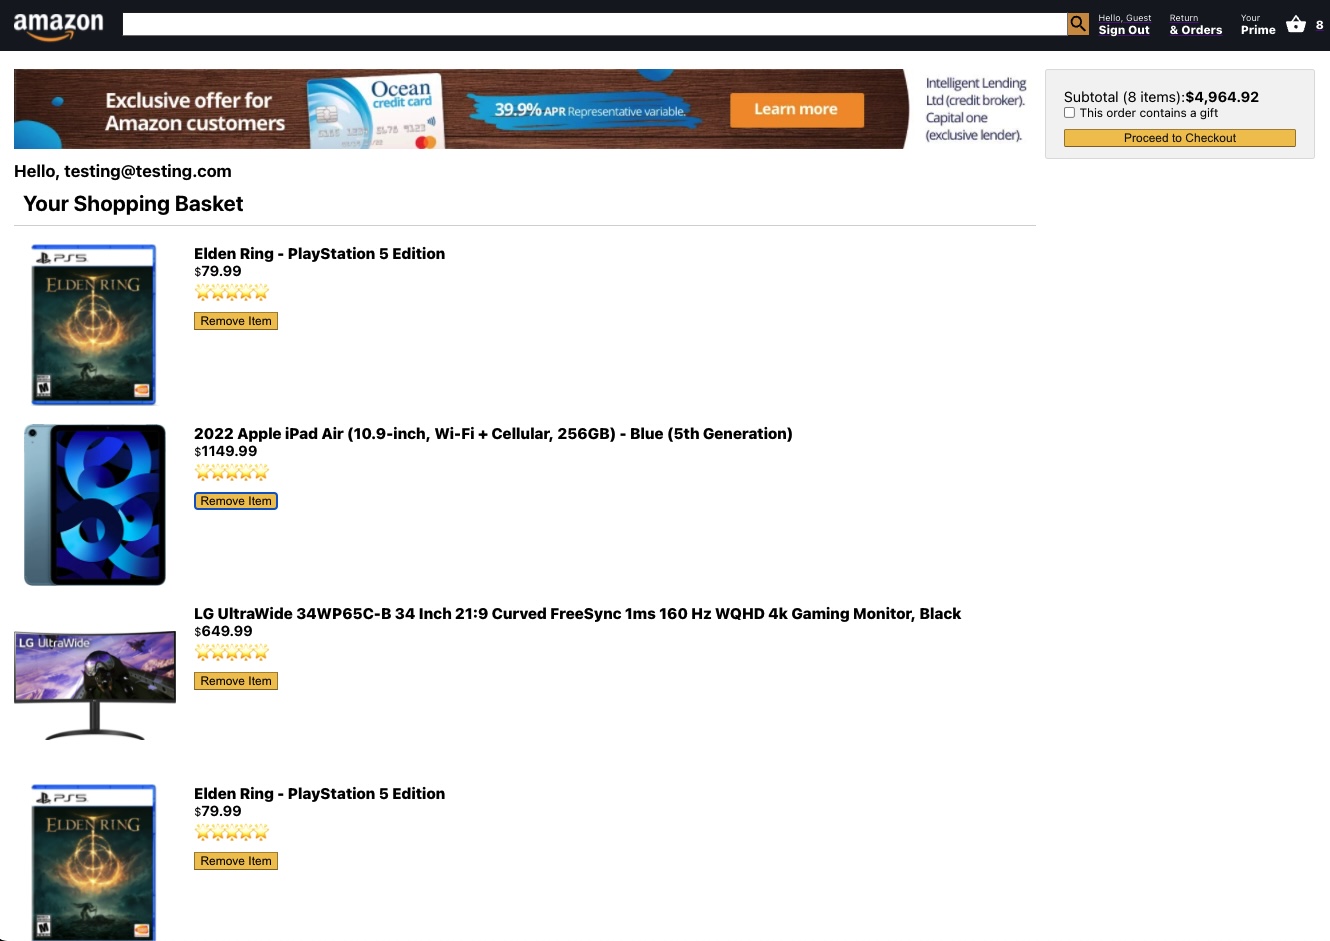 amazon
Hello, Guest
Sign Out
Return
& Orders
Your
Prime
8
Exclusive offer for
Amazon customers
Ocean
credit card
39.9% APR Representative variable.
Learn more
Intelligent Lending
Ltd (credit broker).
Capital one
(exclusive lender).
Subtotal (8 items):$4,964.92
This order contains a gift
Proceed to Checkout
Hello, testing@testing.com
Your Shopping Basket
PS5
ELDEN RING
Elden Ring - PlayStation 5 Edition
$79.99
Remove Item
2022 Apple iPad Air (10.9-inch, Wi-Fi + Cellular, 256GB) - Blue (5th Generation)
$1149.99
Remove Item
LG UltraWide
LG UltraWide 34WP65C-B 34 Inch 21:9 Curved FreeSync 1ms 160 Hz WQHD 4k Gaming Monitor, Black
$649.99
Remove Item
PS5
ELDEN RING
Elden Ring - PlayStation 5 Edition
$79.99
Remove Item